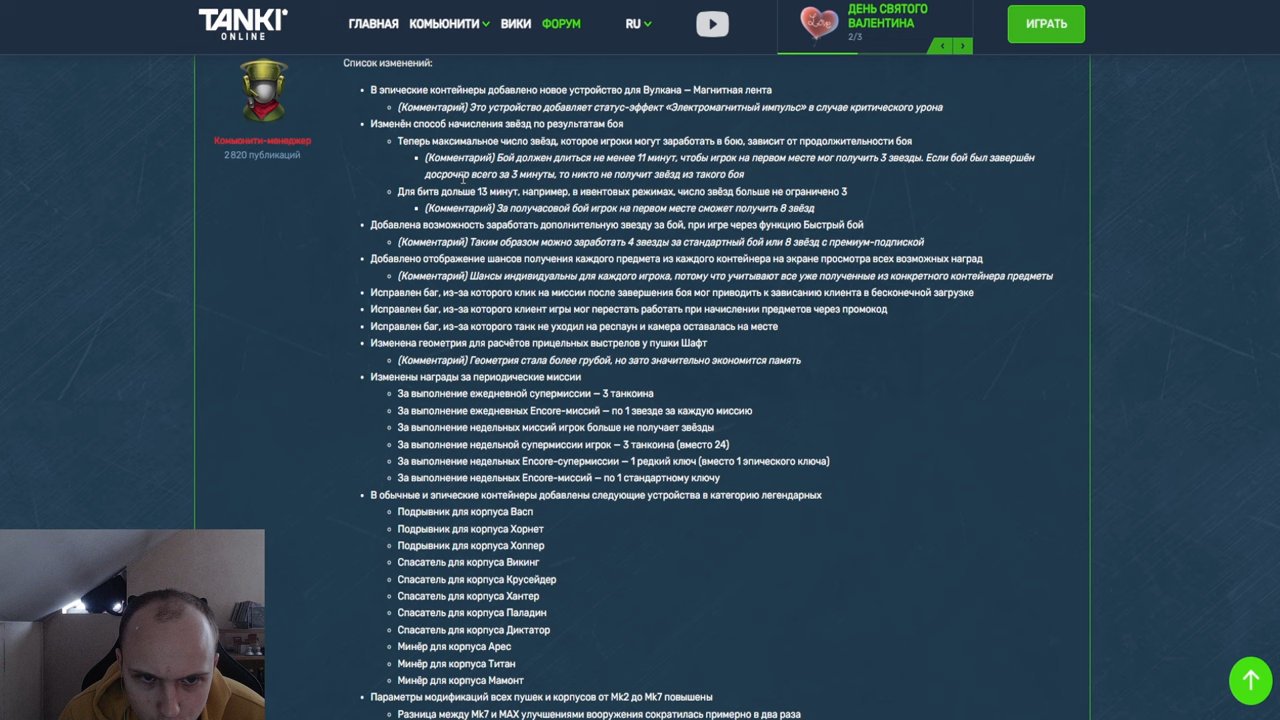 TANKI
ONLINE
ГЛАВНАЯ
КОМЬЮНИТИ
ВИКИ
ФОРУМ
RU
Love
ДЕНЬ СВЯТОГО
ВАЛЕНТИНА
2/3
ИГРАТЬ
Комьюнити-менеджер
2 820 публикаций
Список изменений:
В эпические контейнеры добавлено новое устройство для Вулкана — Магнитная лента
(Комментарий) Это устройство добавляет статус-эффект «Электромагнитный импульс» в случае критического урона
Изменён способ начисления звёзд по результатам боя
Теперь максимальное число звёзд, которое игроки могут заработать в бою, зависит от продолжительности боя
(Комментарий) Бой должен длиться не менее 11 минут, чтобы игрок на первом месте мог получить 3 звезды. Если бой был завершён
досрочно всего за 3 минуты, то никто не получит звёзд из такого боя
Для битв дольше 13 минут, например, в ивентовых режимах, число звёзд больше не ограничено 3
(Комментарий) За получасовой бой игрок на первом месте сможет получить 8 звёзд
Добавлена возможность заработать дополнительную звезду за бой, при игре через функцию Быстрый бой
(Комментарий) Таким образом можно заработать 4 звезды за стандартный бой или 8 звёзд с премиум-подпиской
Добавлено отображение шансов получения каждого предмета из каждого контейнера на экране просмотра всех возможных наград
(Комментарий) Шансы индивидуальны для каждого игрока, потому что учитывают все уже полученные из конкретного контейнера предметы
Исправлен баг, из-за которого клик на миссии после завершения боя мог приводить к зависанию клиента в бесконечной загрузке
Исправлен баг, из-за которого клиент игры мог перестать работать при начислении предметов через промокод
Исправлен баг, из-за которого танк не уходил на респаун и камера оставалась на месте
Изменена геометрия для расчётов прицельных выстрелов у пушки Шафт
(Комментарий) Геометрия стала более грубой, но зато значительно экономится память
Изменены награды за периодические миссии
За выполнение ежедневной супермиссии — 3 танкоина
За выполнение ежедневных Encore-миссий — по 1 звезде за каждую миссию
За выполнение недельных миссий игрок больше не получает звёзды
За выполнение недельной супермиссии игрок — 3 танкоина (вместо 24)
За выполнение недельных Encore-супермиссии — 1 редкий ключ (вместо 1 эпического ключа)
За выполнение недельных Encore-миссий — по 1 стандартному ключу
В обычные и эпические контейнеры добавлены следующие устройства в категорию легендарных
Подрывник для корпуса Васп
Подрывник для корпуса Хорнет
Подрывник для корпуса Хоппер
Спасатель для корпуса Викинг
Спасатель для корпуса Крусейдер
Спасатель для корпуса Хантер
Спасатель для корпуса Паладин
Спасатель для корпуса Диктатор
Минёр для корпуса Арес
Минёр для корпуса Титан
Минёр для корпуса Мамонт
Параметры модификаций всех пушек и корпусов от Mk2 до Mk7 повышены
Разница между Mk7 и MAX улучшениями вооружения сократилась примерно в два раза